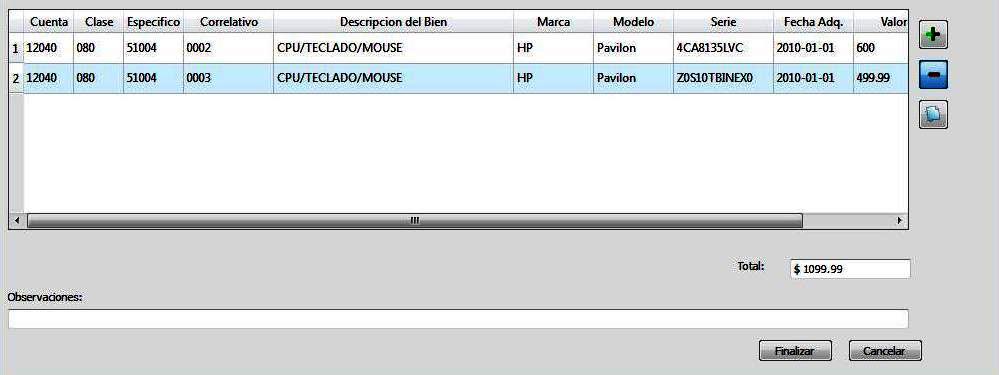 Cuenta Clase Especifico Correlativo Descripcion del Bien Marca Modelo Serie Fecha Adq. Valor
1 12040 080 51004 0002 CPU/TECLADO/MOUSE HP Pavilon 4CA8135LVC 2010-01-01 600
2 12040 080 51004 0003 CPU/TECLADO/MOUSE HP Pavilon Z0S10TBINEX0 2010-01-01 499.99
Total: $ 1099.99
Observaciones:
Finalizar Cancelar